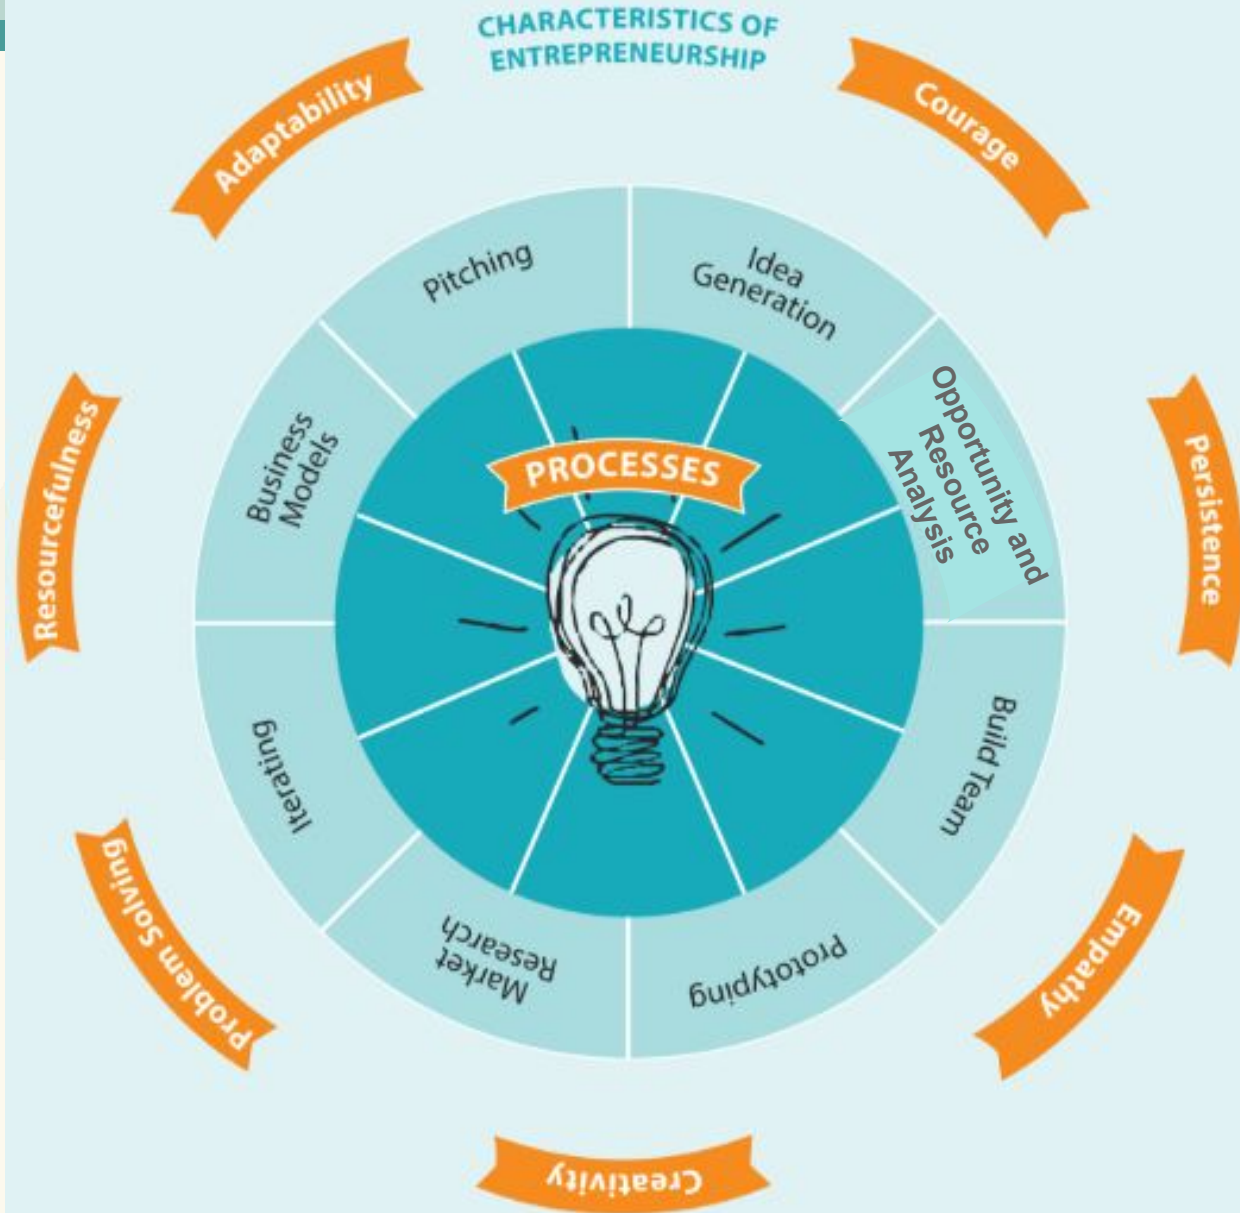 CHARACTERISTICS OF
ENTREPRENEURSHIP
Courage
Persistence
Empathy
Creativity
Problem Solving
Resourcefulness
Adaptability
PROCESSES
Idea
Generation
Opportunity and
Resource
Analysis
Build Team
Prototyping
Market
Research
Iterating
Business
Models
Pitching